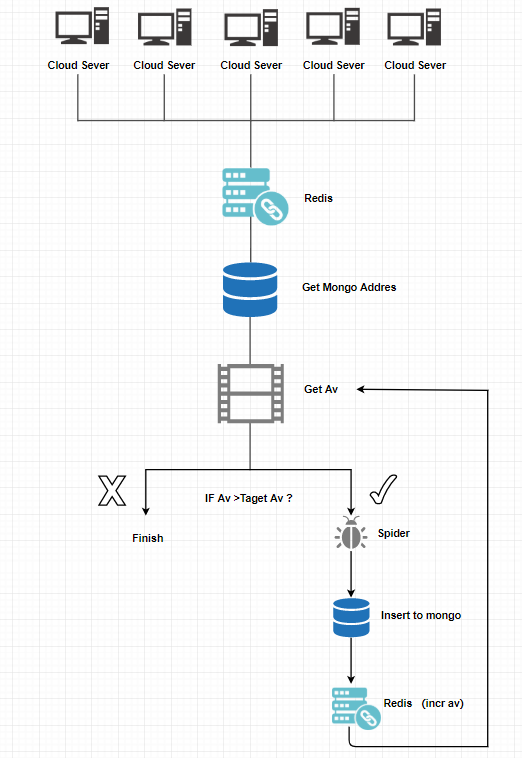 Cloud Sever
Cloud Sever
Cloud Sever
Cloud Sever
Cloud Sever
Redis
Get Mongo Addres
Get Av
X
IF Av >Taget Av ?
Finish
Spider
Insert to mongo
Redis (incr av)